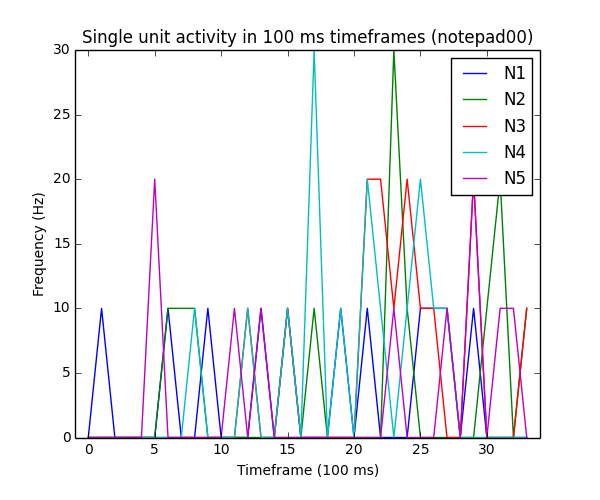 Single unit activity in 100 ms timeframes (notepad00)
30
25
20
15
10
5
0
Frequency (Hz)
N1
N2
N3
N4
N5
0 5 10 15 20 25 30
Timeframe (100 ms)